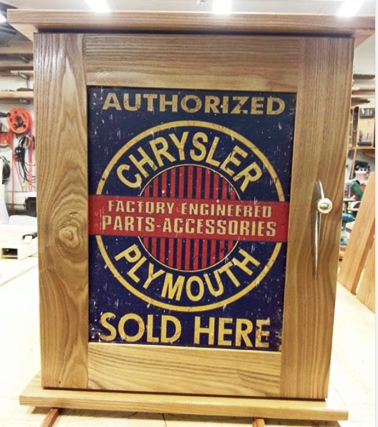 AUTHORIZED
CHRYSLER
FACTORY ENGINEERED
PARTS-ACCESSORIES
PLYMOUTH
SOLD HERE